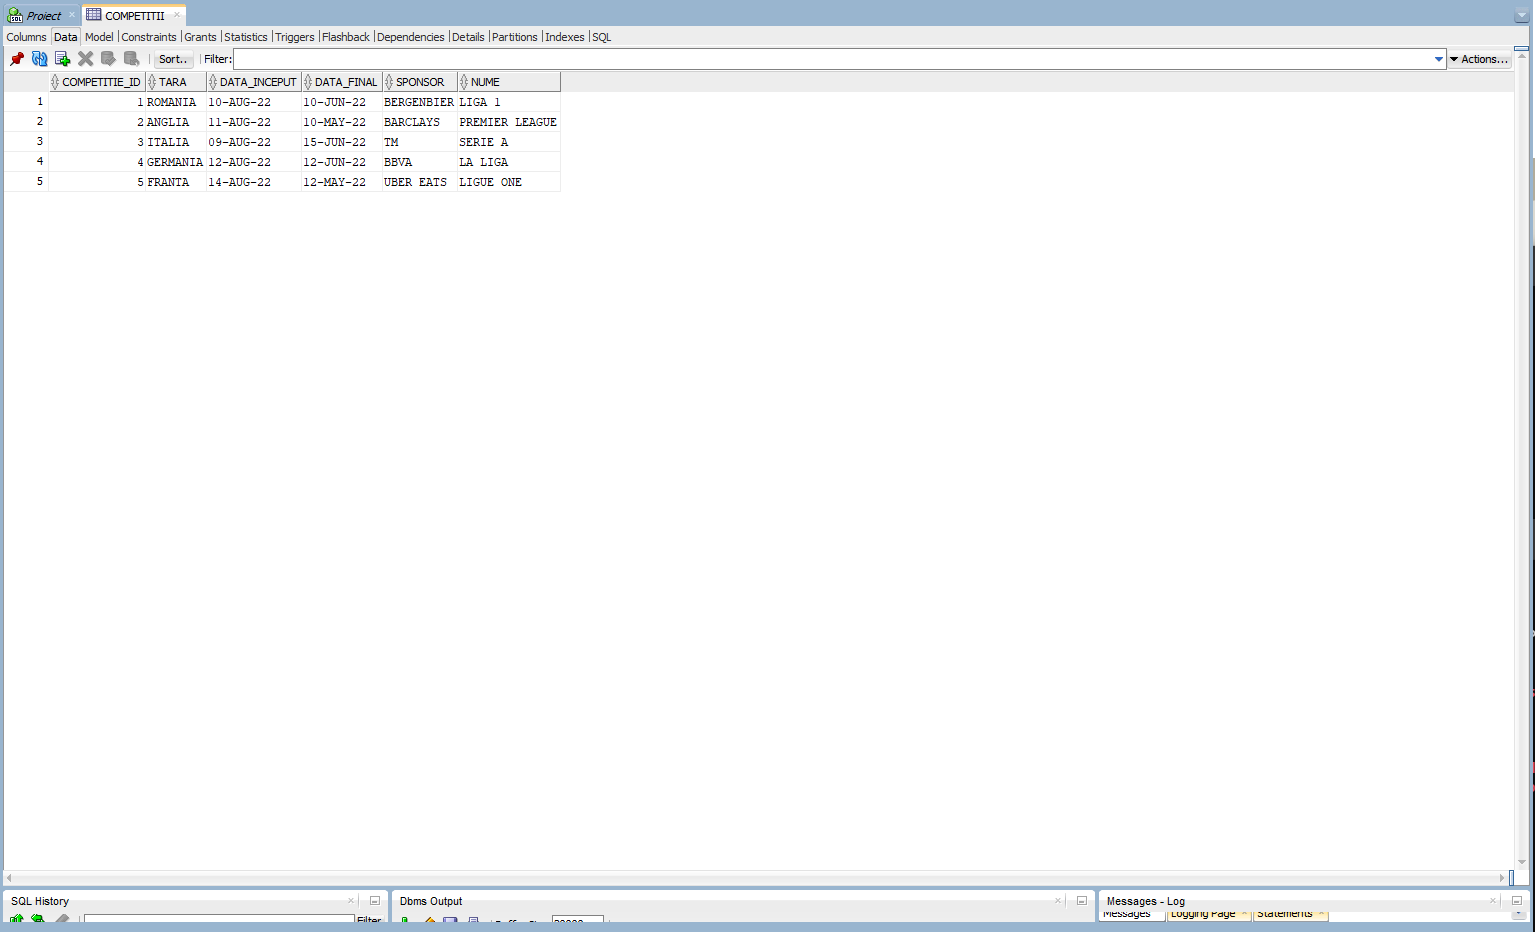 Proiect COMPETITII
Columns Data Model Constraints Grants Statistics Triggers Flashback Dependencies Details Partitions Indexes SQL
Sort.. Filter: Actions...
COMPETITIE_ID TARA DATA_INCEPUT DATA_FINAL SPONSOR NUME
1 1 ROMANIA 10-AUG-22 10-JUN-22 BERGENBIER LIGA 1
2 2 ANGLIA 11-AUG-22 10-MAY-22 BARCLAYS PREMIER LEAGUE
3 3 ITALIA 09-AUG-22 15-JUN-22 TM SERIE A
4 4 GERMANIA 12-AUG-22 12-JUN-22 BBVA LA LIGA
5 5 FRANTA 14-AUG-22 12-MAY-22 UBER EATS LIGUE ONE
SQL History Dbms Output Messages - Log
Filter Messages Logging Page Statements